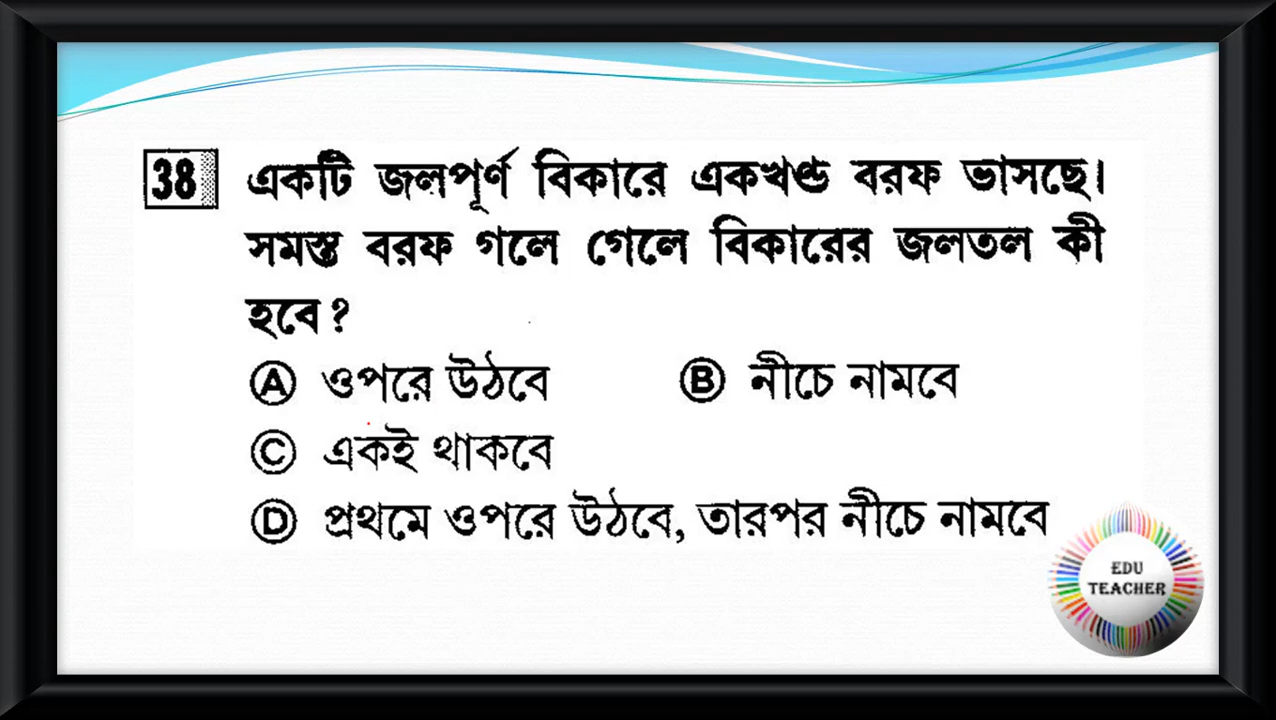 38 একটি জলপূর্ণ বিকারে একখণ্ড বরফ ভাসছে।
সমস্ত বরফ গলে গেলে বিকারের জলতল কী
হবে?
Ⓐ ওপরে উঠবে Ⓑ নীচে নামবে
Ⓒ একই থাকবে
Ⓓ প্রথমে ওপরে উঠবে, তারপর নীচে নামবে
EDU
TEACHER